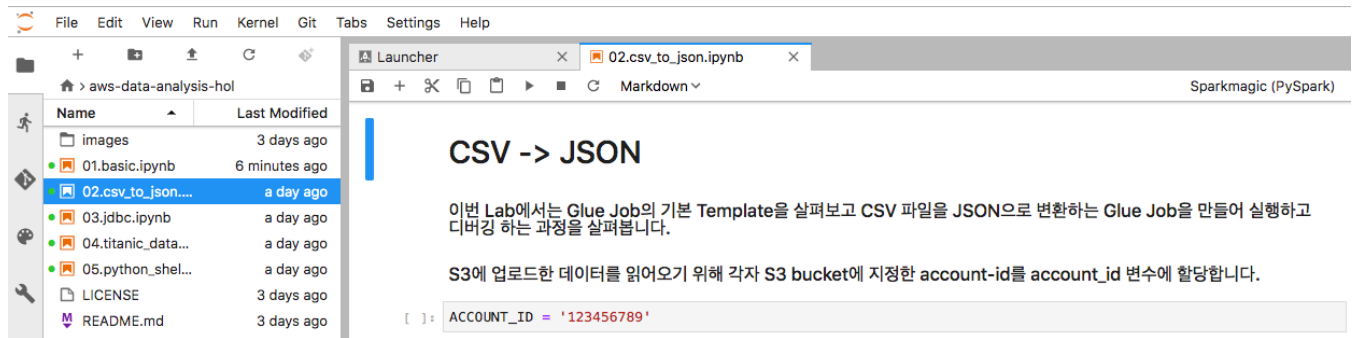 File Edit View Run Kernel Git Tabs Settings Help
Launcher 02.csv_to_json.ipynb
> aws-data-analysis-hol
Markdown Sparkmagic (PySpark)
Name Last Modified
images 3 days ago
01.basic.ipynb 6 minutes ago
02.csv_to_json.... a day ago
03.jdbc.ipynb a day ago
04.titanic_data... a day ago
05.python_shel... a day ago
LICENSE 3 days ago
README.md 3 days ago
CSV -> JSON
이번 Lab에서는 Glue Job의 기본 Template을 살펴보고 CSV 파일을 JSON으로 변환하는 Glue Job을 만들어 실행하고
디버깅 하는 과정을 살펴봅니다.
S3에 업로드한 데이터를 읽어오기 위해 각자 S3 bucket에 지정한 account-id를 account_id 변수에 할당합니다.
[ ]: ACCOUNT_ID = '123456789'